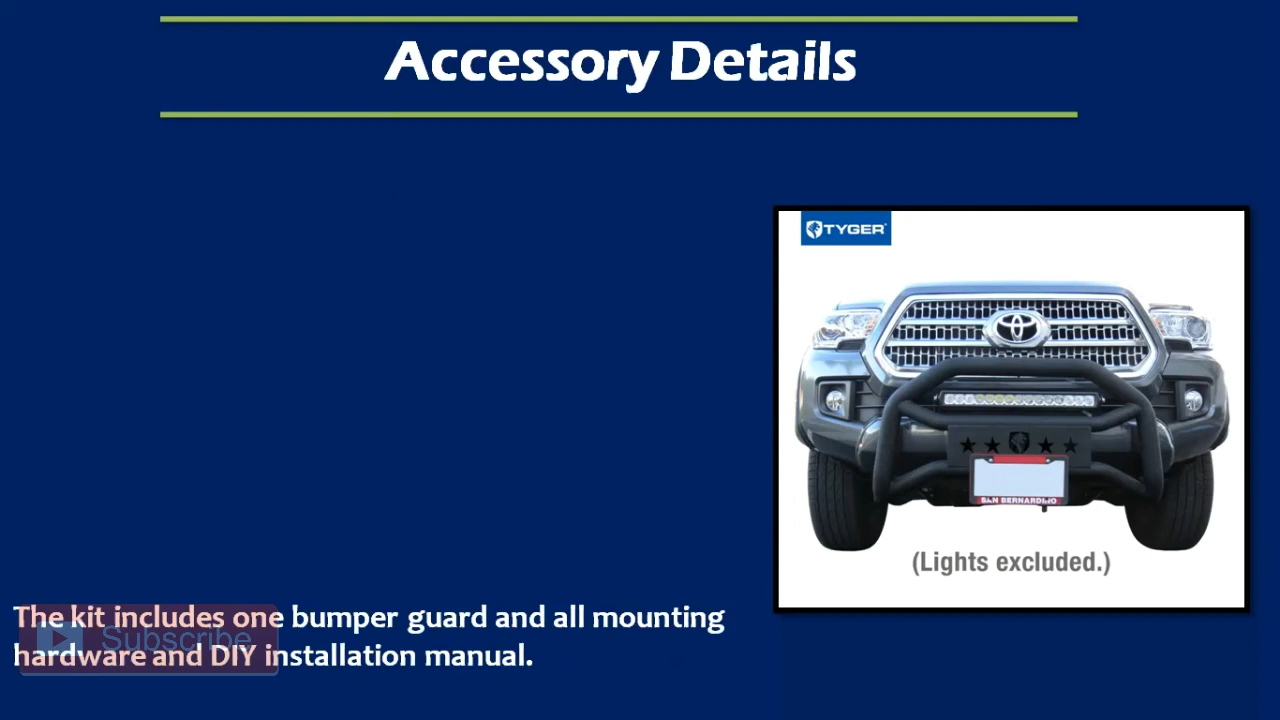 Accessory Details
TYGER
SAN BERNARDINO
(Lights excluded.)
The kit includes one bumper guard and all mounting
Subscribe
hardware and DIY installation manual.